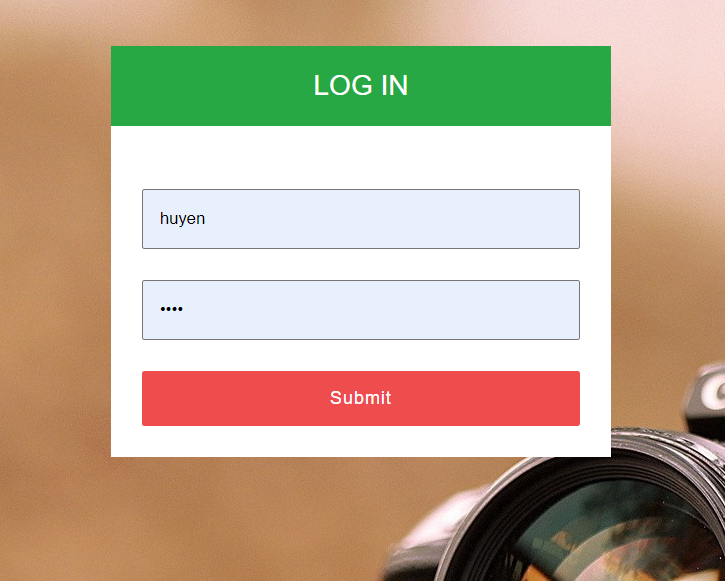 LOG IN
huyen
••••
Submit